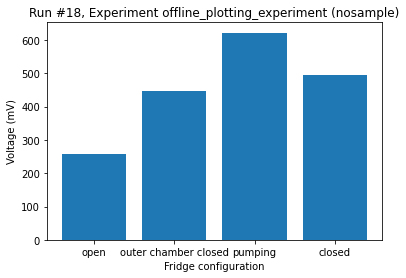 Run #18, Experiment offline_plotting_experiment (nosample)
600
500
400
300
200
100
0
Voltage (mV)
open outer chamber closed pumping closed
Fridge configuration